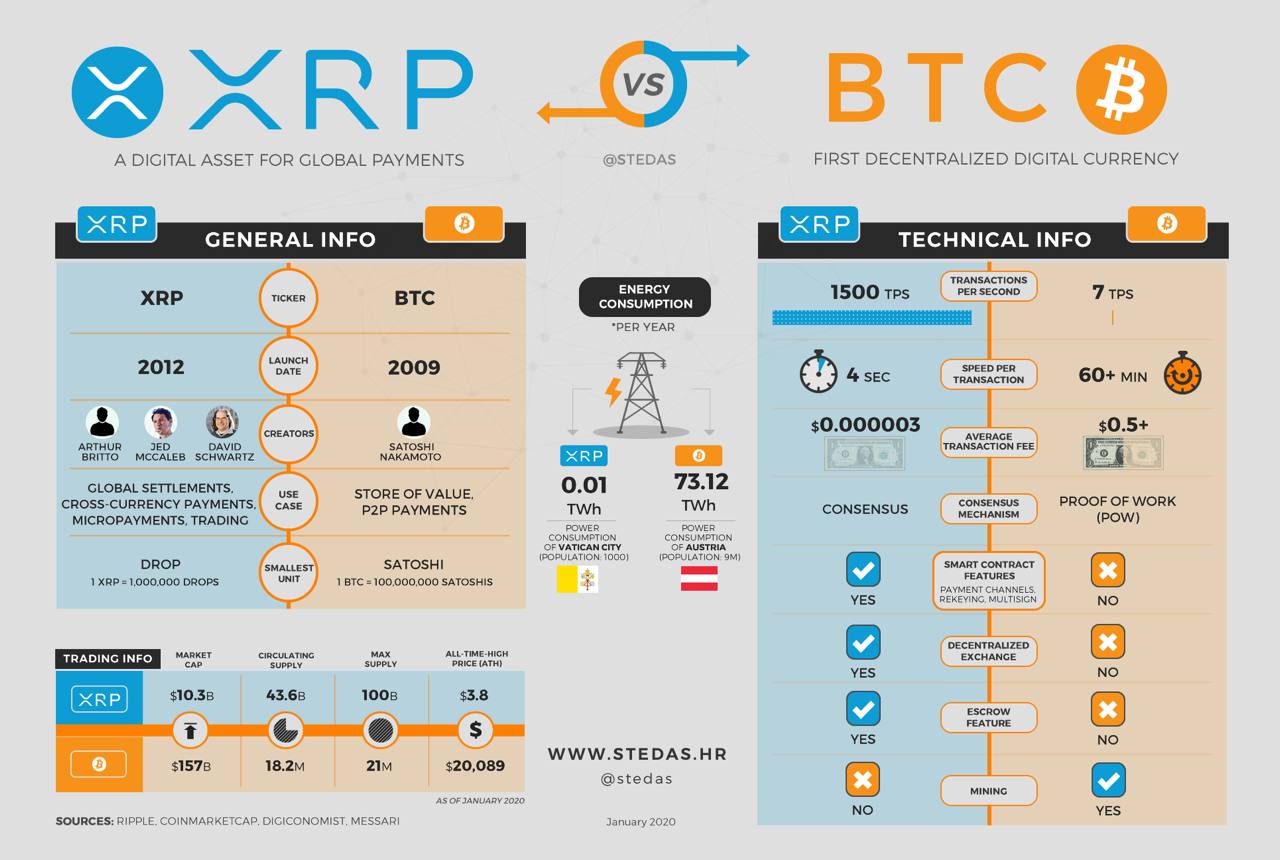 XRP
VS
BTC
A DIGITAL ASSET FOR GLOBAL PAYMENTS
@STEDAS
FIRST DECENTRALIZED DIGITAL CURRENCY
XRP
GENERAL INFO
XRP
TICKER
BTC
2012
LAUNCH
DATE
2009
CREATORS
ARTHUR
BRITTO
JED
MCCALEB
DAVID
SCHWARTZ
SATOSHI
NAKAMOTO
GLOBAL SETTLEMENTS,
CROSS-CURRENCY PAYMENTS,
MICROPAYMENTS, TRADING
USE
CASE
STORE OF VALUE,
P2P PAYMENTS
DROP
1 XRP = 1,000,000 DROPS
SMALLEST
UNIT
SATOSHI
1 BTC = 100,000,000 SATOSHIS
ENERGY
CONSUMPTION
*PER YEAR
XRP
0.01
TWh
POWER
CONSUMPTION
OF VATICAN CITY
(POPULATION: 1000)
73.12
TWh
POWER
CONSUMPTION
OF AUSTRIA
(POPULATION: 9M)
XRP
TECHNICAL INFO
1500 TPS
TRANSACTIONS
PER SECOND
7 TPS
4 SEC
SPEED PER
TRANSACTION
60+ MIN
$0.000003
AVERAGE
TRANSACTION FEE
$0.5+
CONSENSUS
CONSENSUS
MECHANISM
PROOF OF WORK
(POW)
YES
SMART CONTRACT
FEATURES
PAYMENT CHANNELS,
REKEYING, MULTISIGN
NO
YES
DECENTRALIZED
EXCHANGE
NO
YES
ESCROW
FEATURE
NO
NO
MINING
YES
TRADING INFO
MARKET
CAP
CIRCULATING
SUPPLY
MAX
SUPPLY
ALL-TIME-HIGH
PRICE (ATH)
XRP
$10.3B
43.6B
100B
$3.8
$
$157B
18.2M
21M
$20,089
AS OF JANUARY 2020
SOURCES: RIPPLE, COINMARKETCAP, DIGICONOMIST, MESSARI
WWW.STEDAS.HR
@stedas
January 2020